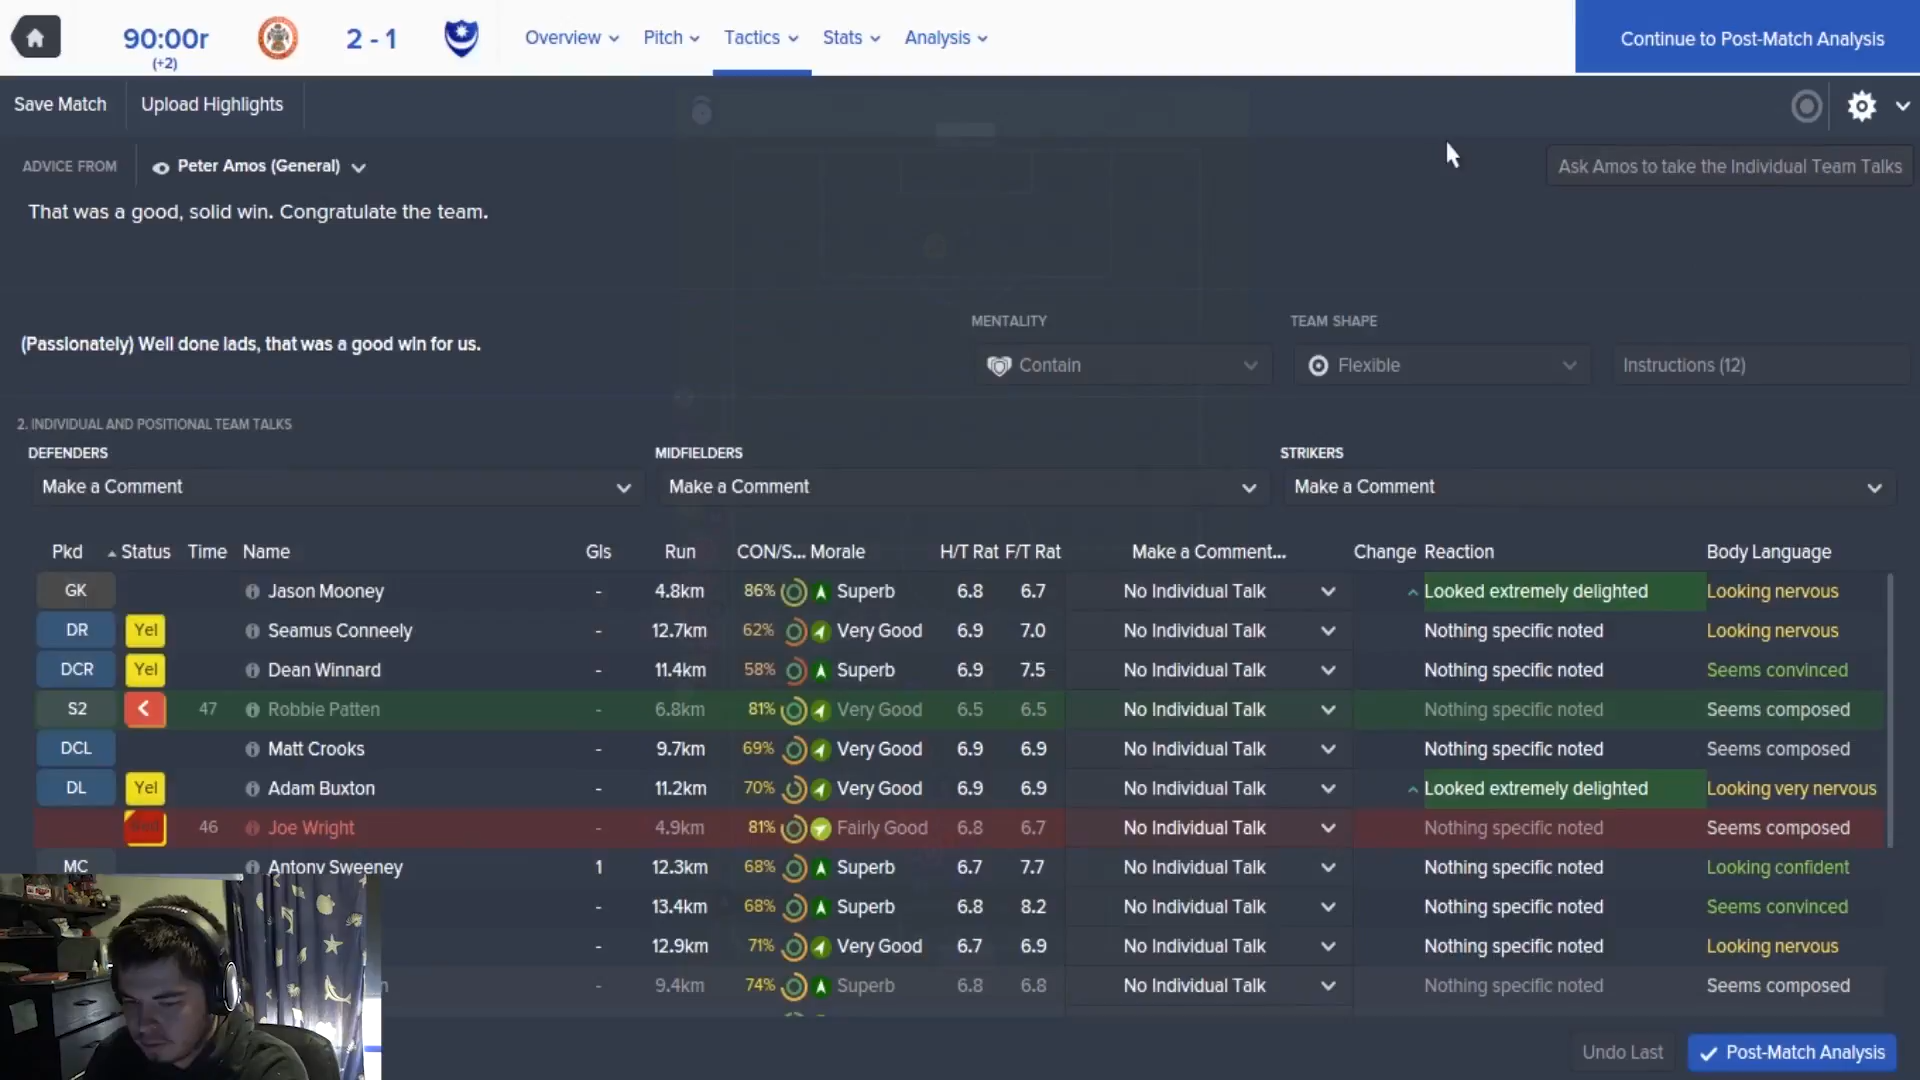 90:00r 2 - 1 Overview Pitch Tactics Stats Analysis Continue to Post-Match Analysis
(+2)
Save Match Upload Highlights
ADVICE FROM Peter Amos (General) Ask Amos to take the Individual Team Talks
That was a good, solid win. Congratulate the team.
MENTALITY TEAM SHAPE
(Passionately) Well done lads, that was a good win for us.
Contain Flexible Instructions (12)
2. INDIVIDUAL AND POSITIONAL TEAM TALKS
DEFENDERS MIDFIELDERS STRIKERS
Make a Comment Make a Comment Make a Comment
Pkd Status Time Name Gls Run CON/S... Morale H/T Rat F/T Rat Make a Comment... Change Reaction Body Language
GK Jason Mooney - 4.8km 86% Superb 6.8 6.7 No Individual Talk Looked extremely delighted Looking nervous
DR Yel Seamus Conneely - 12.7km 62% Very Good 6.9 7.0 No Individual Talk Nothing specific noted Looking nervous
DCR Yel Dean Winnard - 11.4km 58% Superb 6.9 7.5 No Individual Talk Nothing specific noted Seems convinced
S2 47 Robbie Patten - 6.8km 81% Very Good 6.5 6.5 No Individual Talk Nothing specific noted Seems composed
DCL Matt Crooks - 9.7km 69% Very Good 6.9 6.9 No Individual Talk Nothing specific noted Seems composed
DL Yel Adam Buxton - 11.2km 70% Very Good 6.9 6.9 No Individual Talk Looked extremely delighted Looking very nervous
46 Joe Wright - 4.9km 81% Fairly Good 6.8 6.7 No Individual Talk Nothing specific noted Seems composed
MC Antony Sweeney 1 12.3km 68% Superb 6.7 7.7 No Individual Talk Nothing specific noted Looking confident
- 13.4km 68% Superb 6.8 8.2 No Individual Talk Nothing specific noted Seems convinced
- 12.9km 71% Very Good 6.7 6.9 No Individual Talk Nothing specific noted Looking nervous
- 9.4km 74% Superb 6.8 6.8 No Individual Talk Nothing specific noted Seems composed
Undo Last Post-Match Analysis